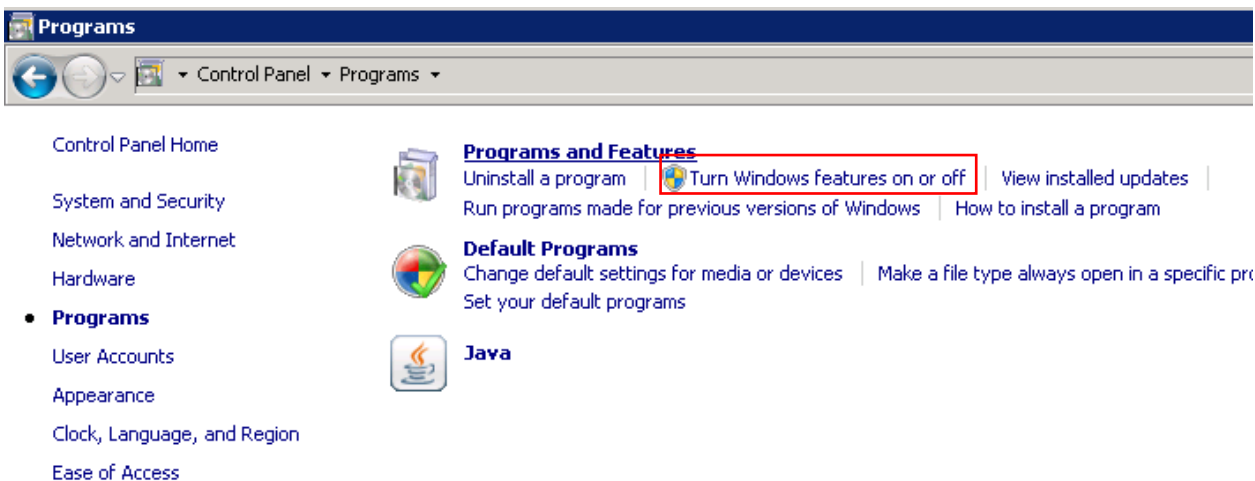 Programs
Control Panel Programs
Control Panel Home
System and Security
Network and Internet
Hardware
Programs
User Accounts
Appearance
Clock, Language, and Region
Ease of Access
Programs and Features
Uninstall a program Turn Windows features on or off View installed updates
Run programs made for previous versions of Windows How to install a program
Default Programs
Change default settings for media or devices Make a file type always open in a specific pro
Set your default programs
Java